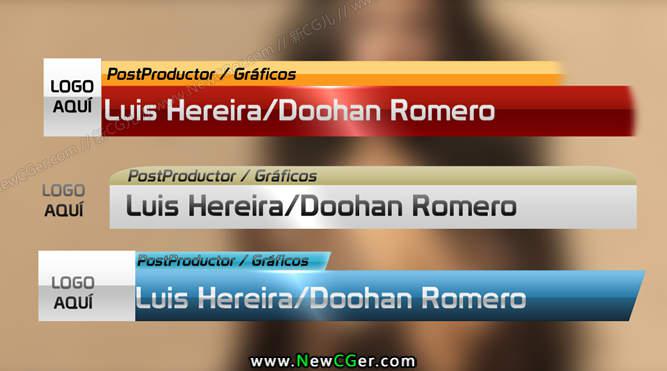 LOGO
AQUÍ
PostProductor / Gráficos
Luis Hereira/Doohan Romero
LOGO
AQUÍ
PostProductor / Gráficos
Luis Hereira/Doohan Romero
LOGO
AQUÍ
PostProductor / Gráficos
Luis Hereira/Doohan Romero
www.NewCGer.com